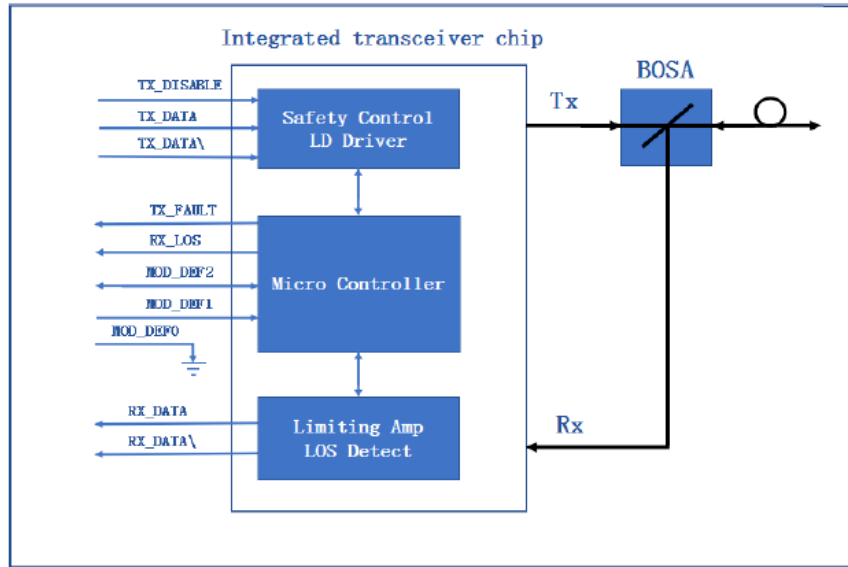 Integrated transceiver chip
BOSA
TX_DISABLE
TX_DATA
TX_DATA\
Safety Control
LD Driver
Tx
TX_FAULT
RX_LOS
MOD_DEF2
MOD_DEF1
MOD_DEF0
Micro Controller
RX_DATA
RX_DATA\
Limiting Amp
LOS Detect
Rx